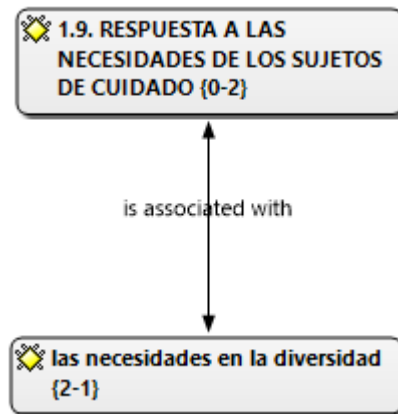 1.9. RESPUESTA A LAS
NECESIDADES DE LOS SUJETOS
DE CUIDADO {0-2}
is associated with
las necesidades en la diversidad
{2-1}